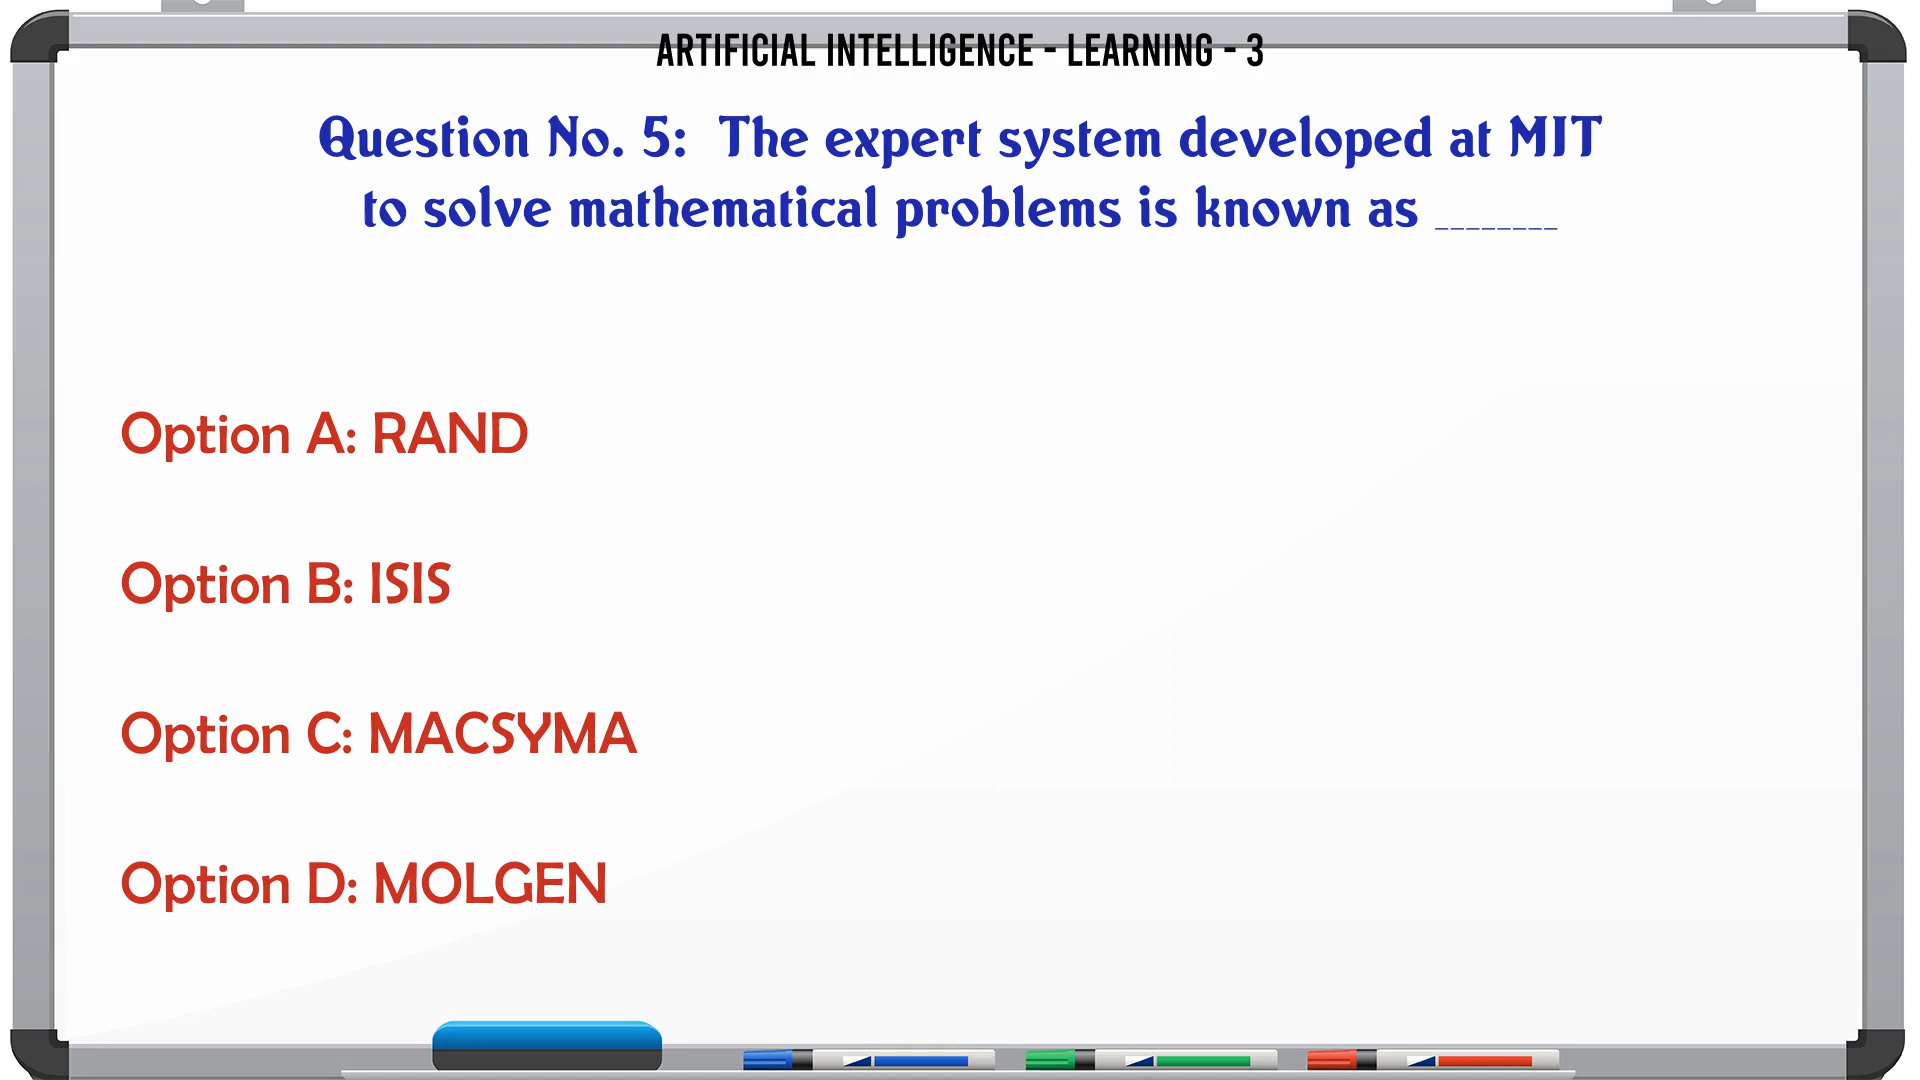 ARTIFICIAL INTELLIGENCE - LEARNING - 3
Question No. 5:  The expert system developed at MIT
to solve mathematical problems is known as ________
Option A: RAND
Option B: ISIS
Option C: MACSYMA
Option D: MOLGEN